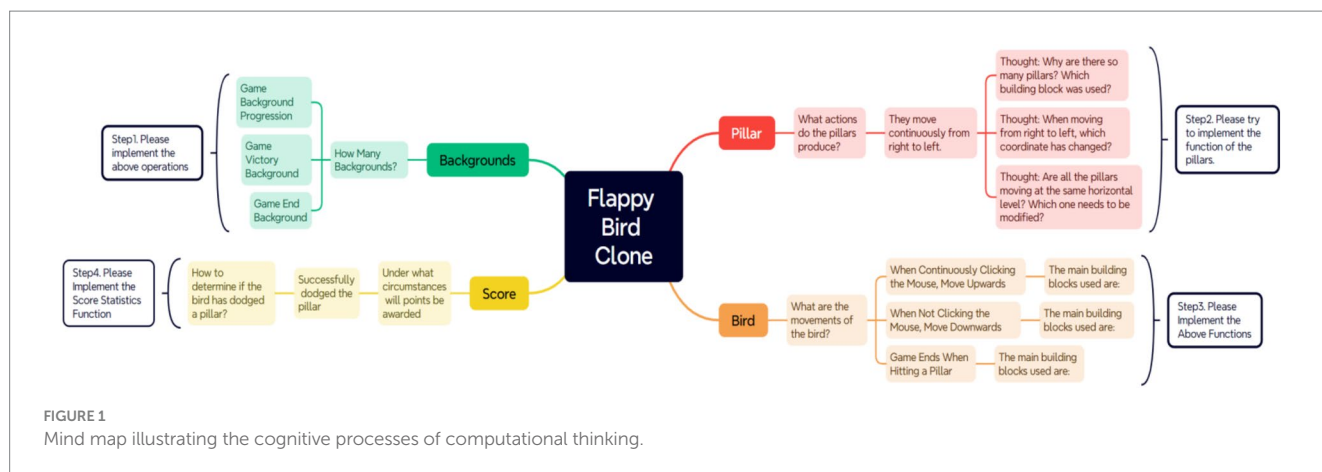 Step1. Please
implement the
above operations
Game
Background
Progression
Game
Victory
Background
Game End
Background
How Many
Backgrounds?
Backgrounds
Step4. Please
Implement the
Score Statistics
Function
How to
determine if the
bird has dodged
a pillar?
Successfully
dodged the
pillar
Under what
circumstances
will points be
awarded
Score
Flappy
Bird
Clone
Pillar
What actions
do the pillars
produce?
They move
continuously from
right to left.
Thought: Why are there so
many pillars? Which
building block was used?
Thought: When moving
from right to left, which
coordinate has changed?
Thought: Are all the pillars
moving at the same horizontal
level? Which one needs to be
modified?
Step2. Please try
to implement the
function of the
pillars.
Bird
What are the
movements of
the bird?
When Continuously Clicking
the Mouse, Move Upwards
The main building
blocks used are:
When Not Clicking the
Mouse, Move Downwards
The main building
blocks used are:
Game Ends When
Hitting a Pillar
The main building
blocks used are:
Step3. Please
Implement the
Above Functions
FIGURE 1
Mind map illustrating the cognitive processes of computational thinking.